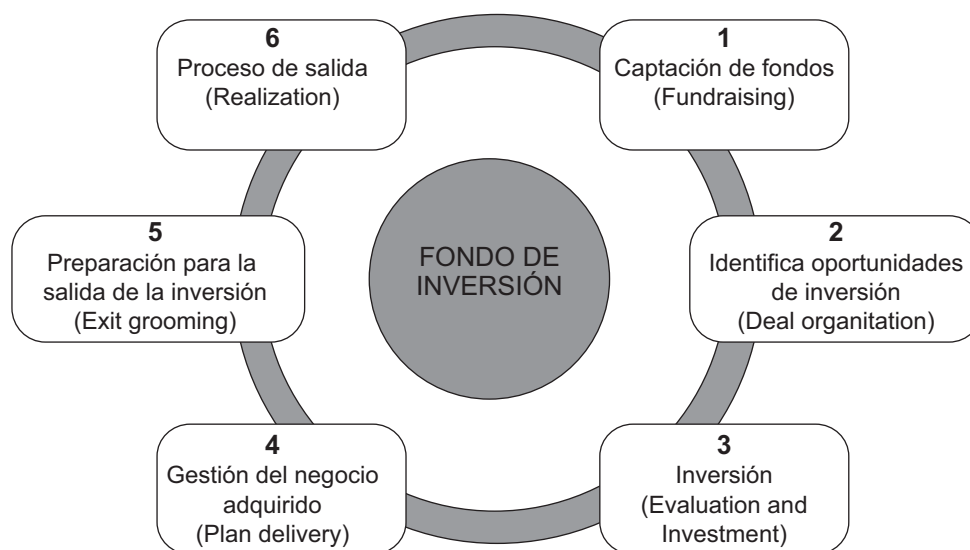 6
Proceso de salida
(Realization)
1
Captación de fondos
(Fundraising)
5
Preparación para la
salida de la inversión
(Exit grooming)
FONDO DE
INVERSIÓN
2
Identifica oportunidades
de inversión
(Deal organitation)
4
Gestión del negocio
adquirido
(Plan delivery)
3
Inversión
(Evaluation and
Investment)